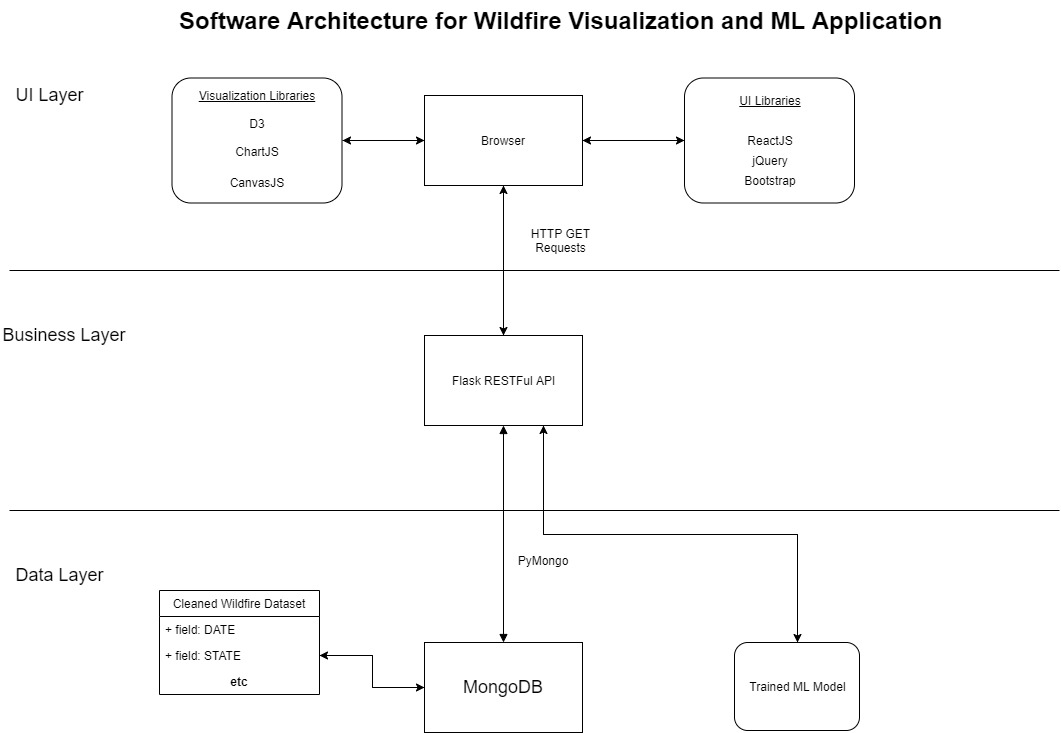 Software Architecture for Wildfire Visualization and ML Application
UI Layer
Visualization Libraries
D3
ChartJS
CanvasJS
Browser
UI Libraries
ReactJS
jQuery
Bootstrap
HTTP GET
Requests
Business Layer
Flask RESTFul API
Data Layer
PyMongo
Cleaned Wildfire Dataset
+ field: DATE
+ field: STATE
etc
MongoDB
Trained ML Model